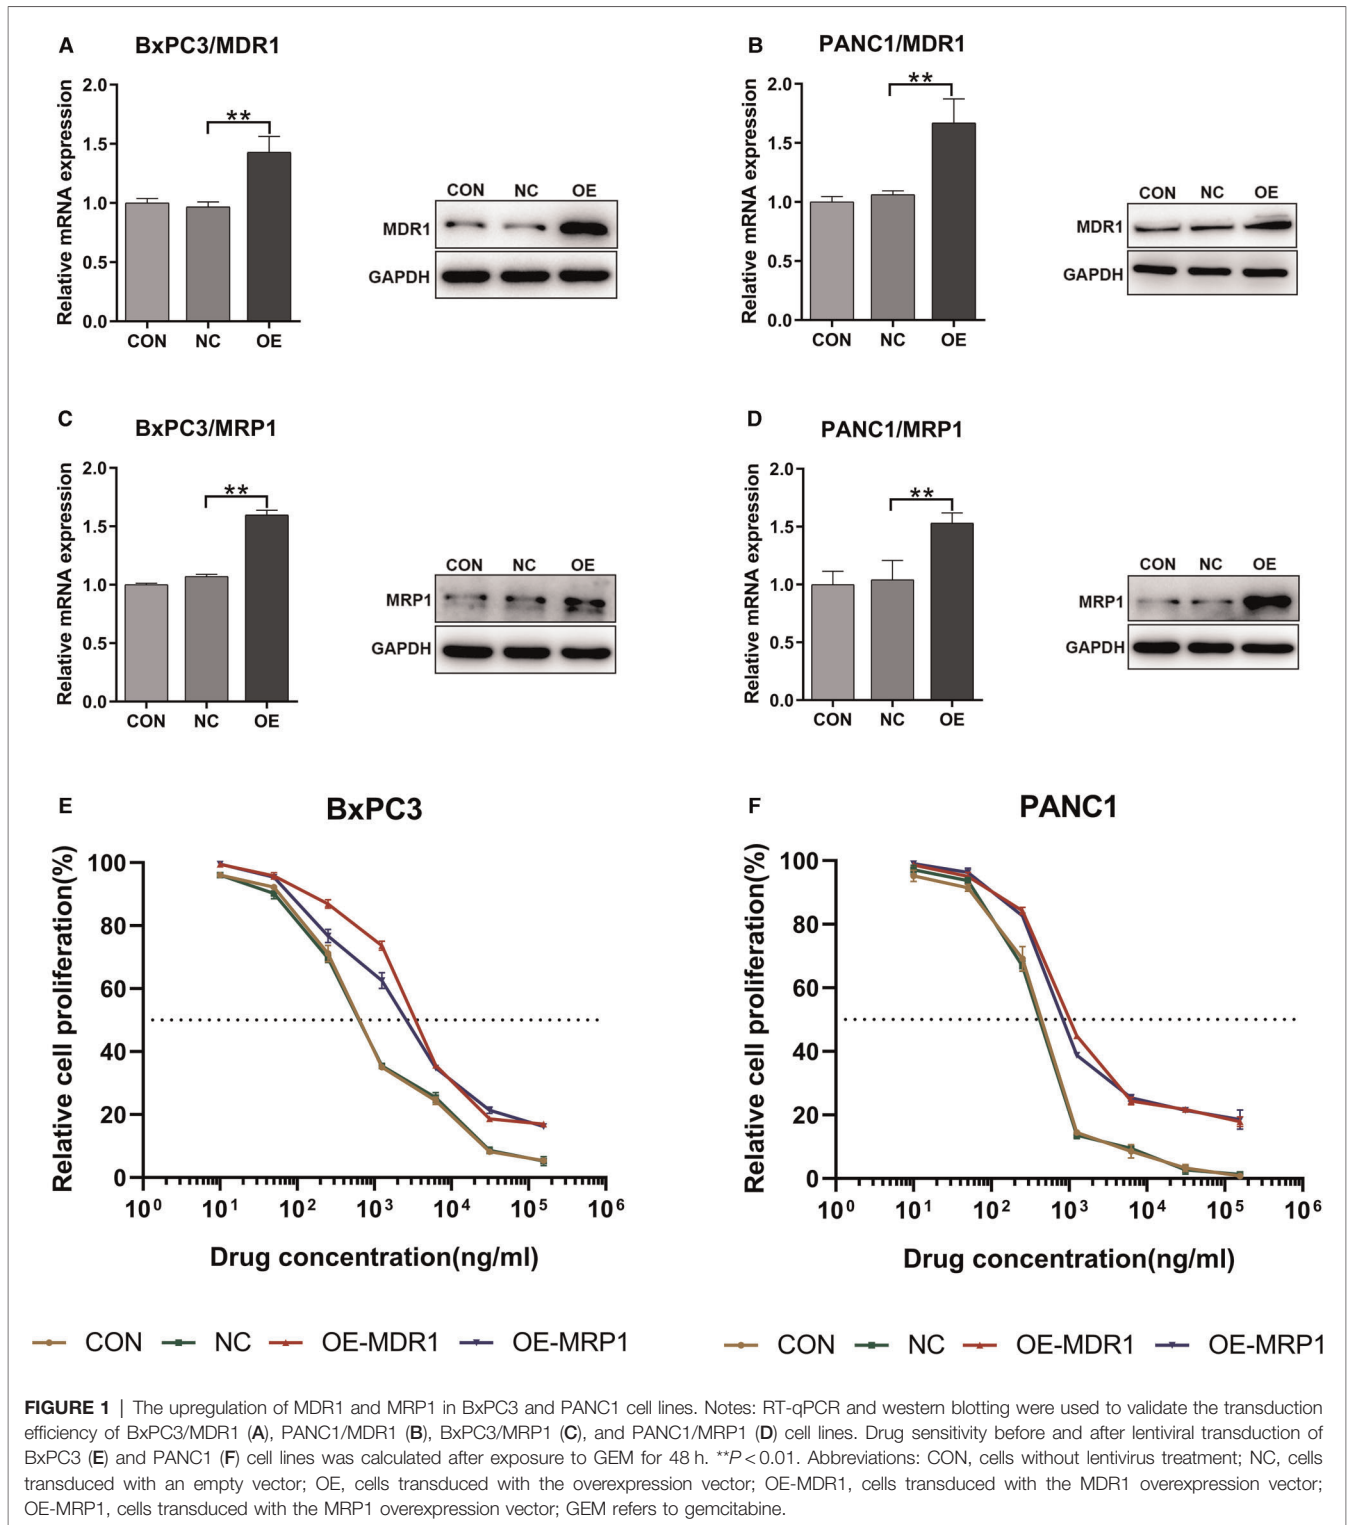 A
BxPC3/MDR1
Relative mRNA expression
2.0
1.5
1.0
0.5
0.0
**
CON NC OE
CON NC OE
MDR1
GAPDH
B
PANC1/MDR1
Relative mRNA expression
2.0
1.5
1.0
0.5
0.0
**
CON NC OE
CON NC OE
MDR1
GAPDH
C
BxPC3/MRP1
Relative mRNA expression
2.0
1.5
1.0
0.5
0.0
**
CON NC OE
CON NC OE
MRP1
GAPDH
D
PANC1/MRP1
Relative mRNA expression
2.0
1.5
1.0
0.5
0.0
**
CON NC OE
CON NC OE
MRP1
GAPDH
E
BxPC3
Relative cell proliferation(%)
100
80
60
40
20
0
10⁰ 10¹ 10² 10³ 10⁴ 10⁵ 10⁶
Drug concentration(ng/ml)
CON NC OE-MDR1 OE-MRP1
F
PANC1
Relative cell proliferation(%)
100
80
60
40
20
0
10⁰ 10¹ 10² 10³ 10⁴ 10⁵ 10⁶
Drug concentration(ng/ml)
CON NC OE-MDR1 OE-MRP1
FIGURE 1 | The upregulation of MDR1 and MRP1 in BxPC3 and PANC1 cell lines. Notes: RT-qPCR and western blotting were used to validate the transduction
efficiency of BxPC3/MDR1 (A), PANC1/MDR1 (B), BxPC3/MRP1 (C), and PANC1/MRP1 (D) cell lines. Drug sensitivity before and after lentiviral transduction of
BxPC3 (E) and PANC1 (F) cell lines was calculated after exposure to GEM for 48 h. **P < 0.01. Abbreviations: CON, cells without lentivirus treatment; NC, cells
transduced with an empty vector; OE, cells transduced with the overexpression vector; OE-MDR1, cells transduced with the MDR1 overexpression vector;
OE-MRP1, cells transduced with the MRP1 overexpression vector; GEM refers to gemcitabine.